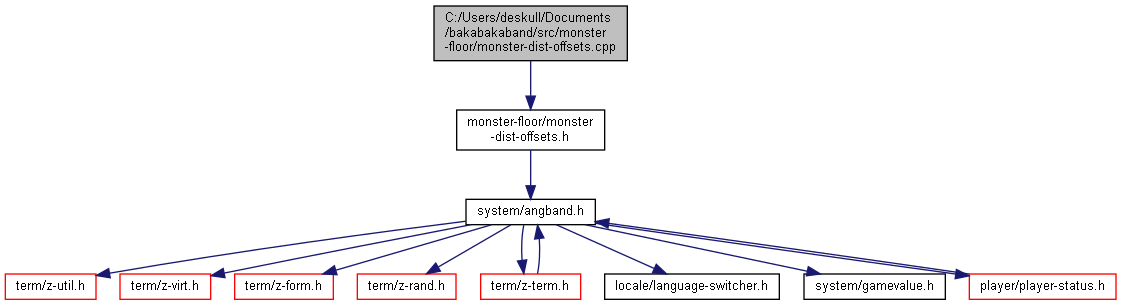 C:/Users/deskull/Documents
/bakabakaband/src/monster
-floor/monster-dist-offsets.cpp
monster-floor/monster
-dist-offsets.h
system/angband.h
term/z-util.h
term/z-virt.h
term/z-form.h
term/z-rand.h
term/z-term.h
locale/language-switcher.h
system/gamevalue.h
player/player-status.h